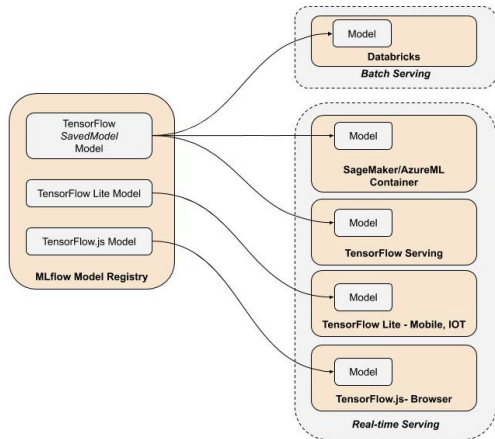 TensorFlow
SavedModel
Model
TensorFlow Lite Model
TensorFlow.js Model
MLflow Model Registry
Model
Databricks
Batch Serving
Model
SageMaker/AzureML
Container
Model
TensorFlow Serving
Model
TensorFlow Lite - Mobile, IOT
Model
TensorFlow.js- Browser
Real-time Serving